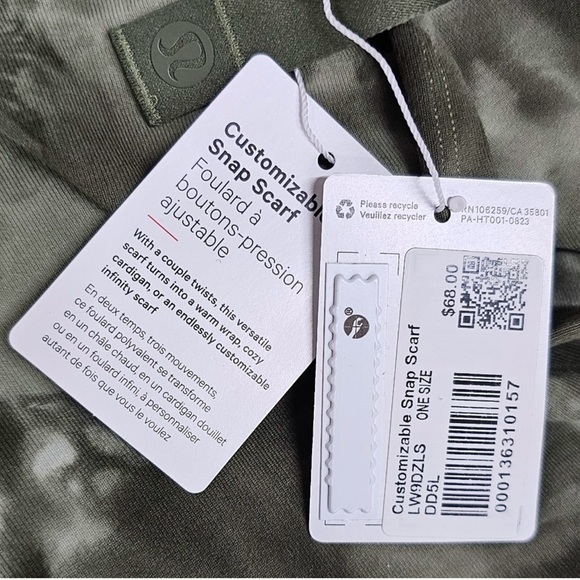 Customizable
Snap Scarf
Foulard à
boutons-pression
ajustable
With a couple twists, this versatile
scarf turns into a warm wrap, cozy
cardigan, or an endlessly customizable
infinity scarf
En deux temps, trois mouvements,
ce foulard polyvalent se transforme
en un châle chaud, en un cardigan douillet
ou en un foulard infini, à personnaliser
autant de fois que vous le voulez
Please recycle
Veuillez recycler
RN106259/CA 35801
PA-HT001-0823
$68.00
®
Customizable Snap Scarf
LW9DZLS ONE SIZE
DD5L
000136310157